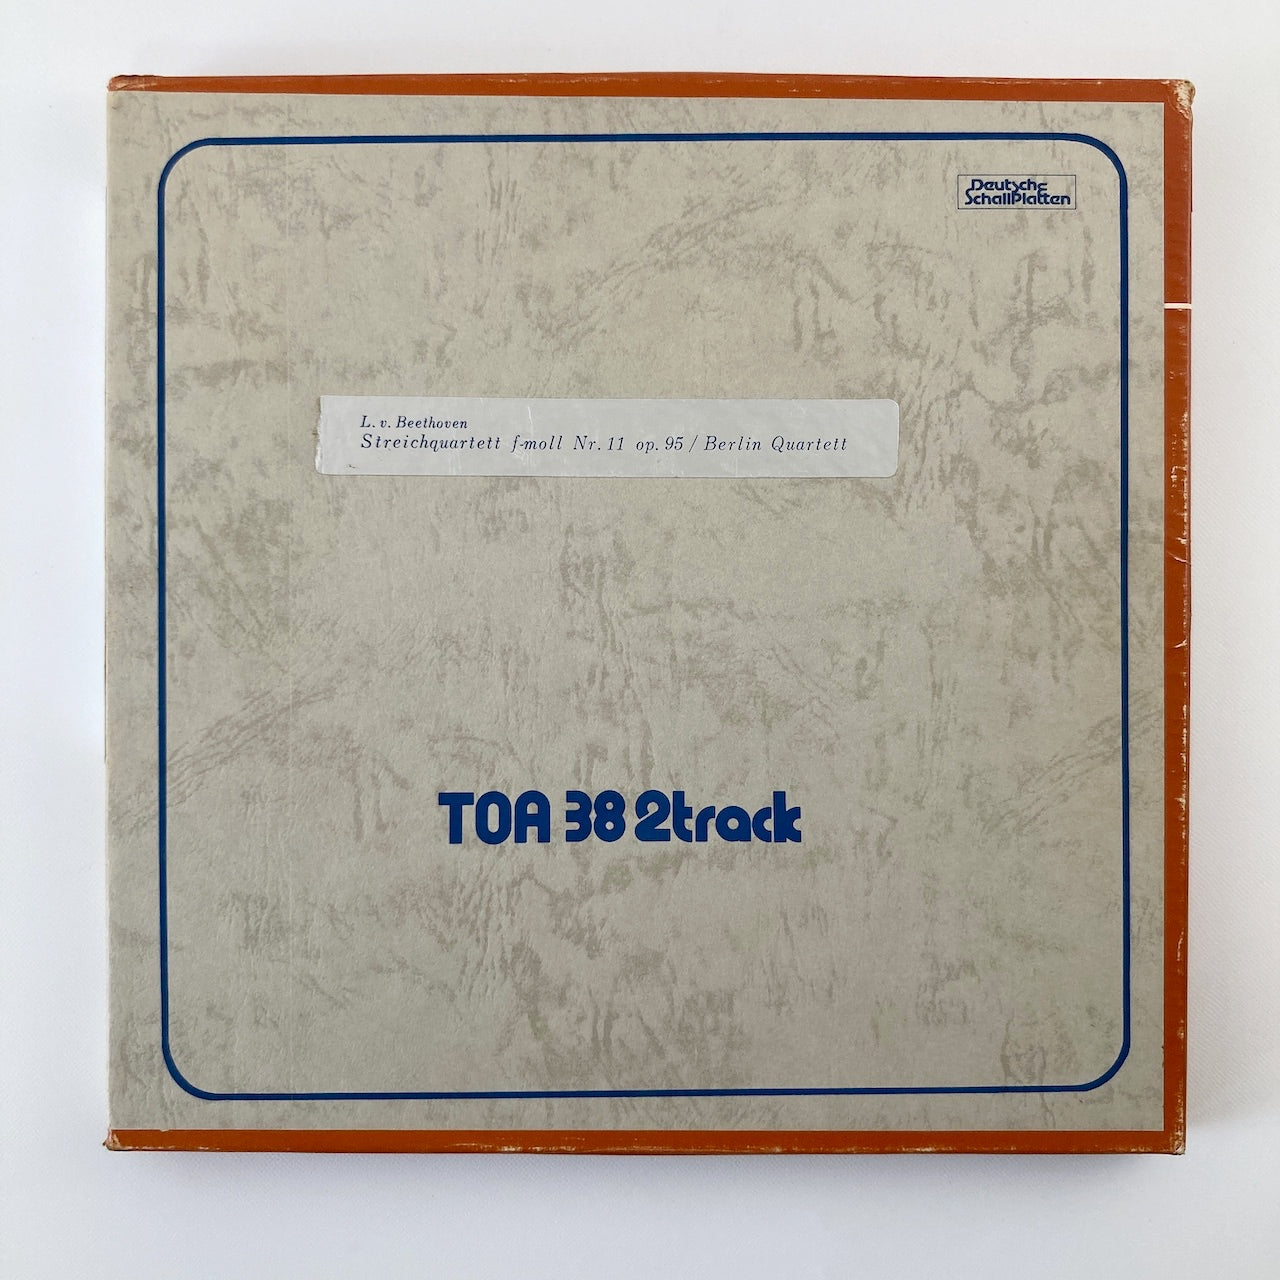 Deutsche
SchallPlatten
L. v. Beethoven
Streichquartett f-moll Nr. 11 op. 95 / Berlin Quartett
TOA 38 2track